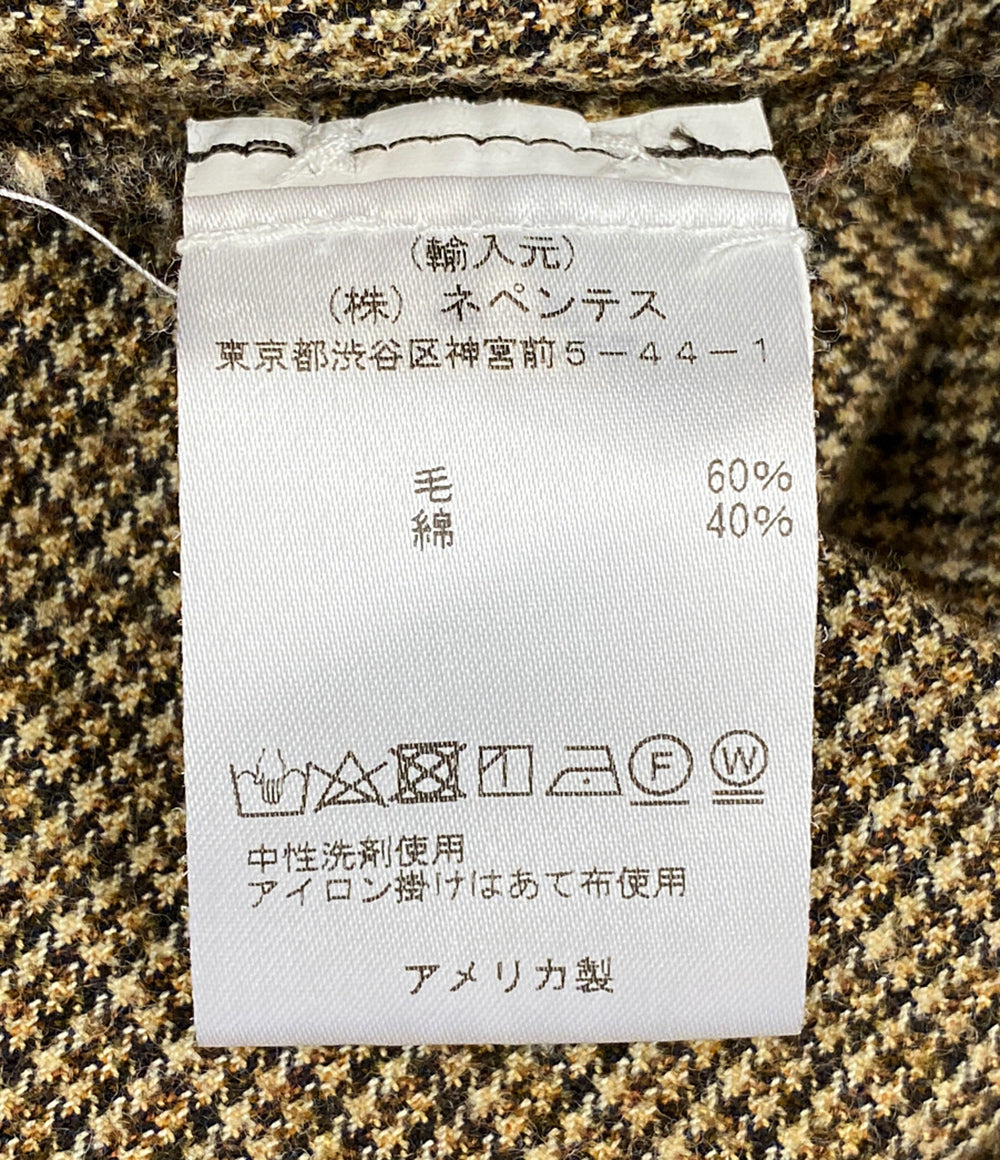 (輸入元)
(株) ネペンテス
東京都渋谷区神宮前5-44-1
毛 60%
綿 40%
F W
中性洗剤使用
アイロン掛けはあて布使用
アメリカ製